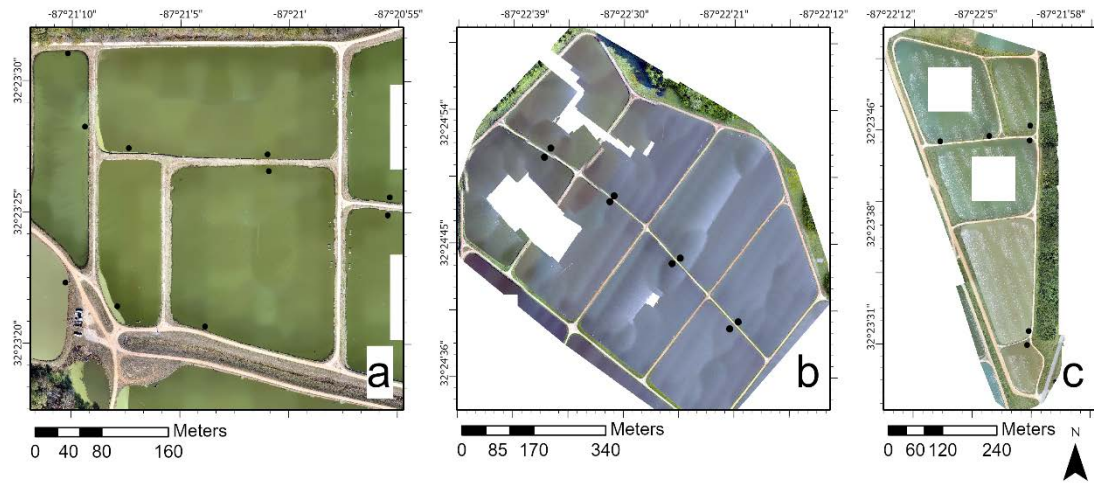 -87°21'10" -87°21'5" -87°21' -87°20'55"
32°23'30"
32°23'25"
32°23'20"
a
Meters
0 40 80 160
-87°22'39" -87°22'30" -87°22'21" -87°22'12"
32°24'54"
32°24'45"
32°24'36"
b
Meters
0 85 170 340
-87°22'12" -87°22'5" -87°21'58"
32°23'46"
32°23'38"
32°23'31"
c
Meters
0 60 120 240
N